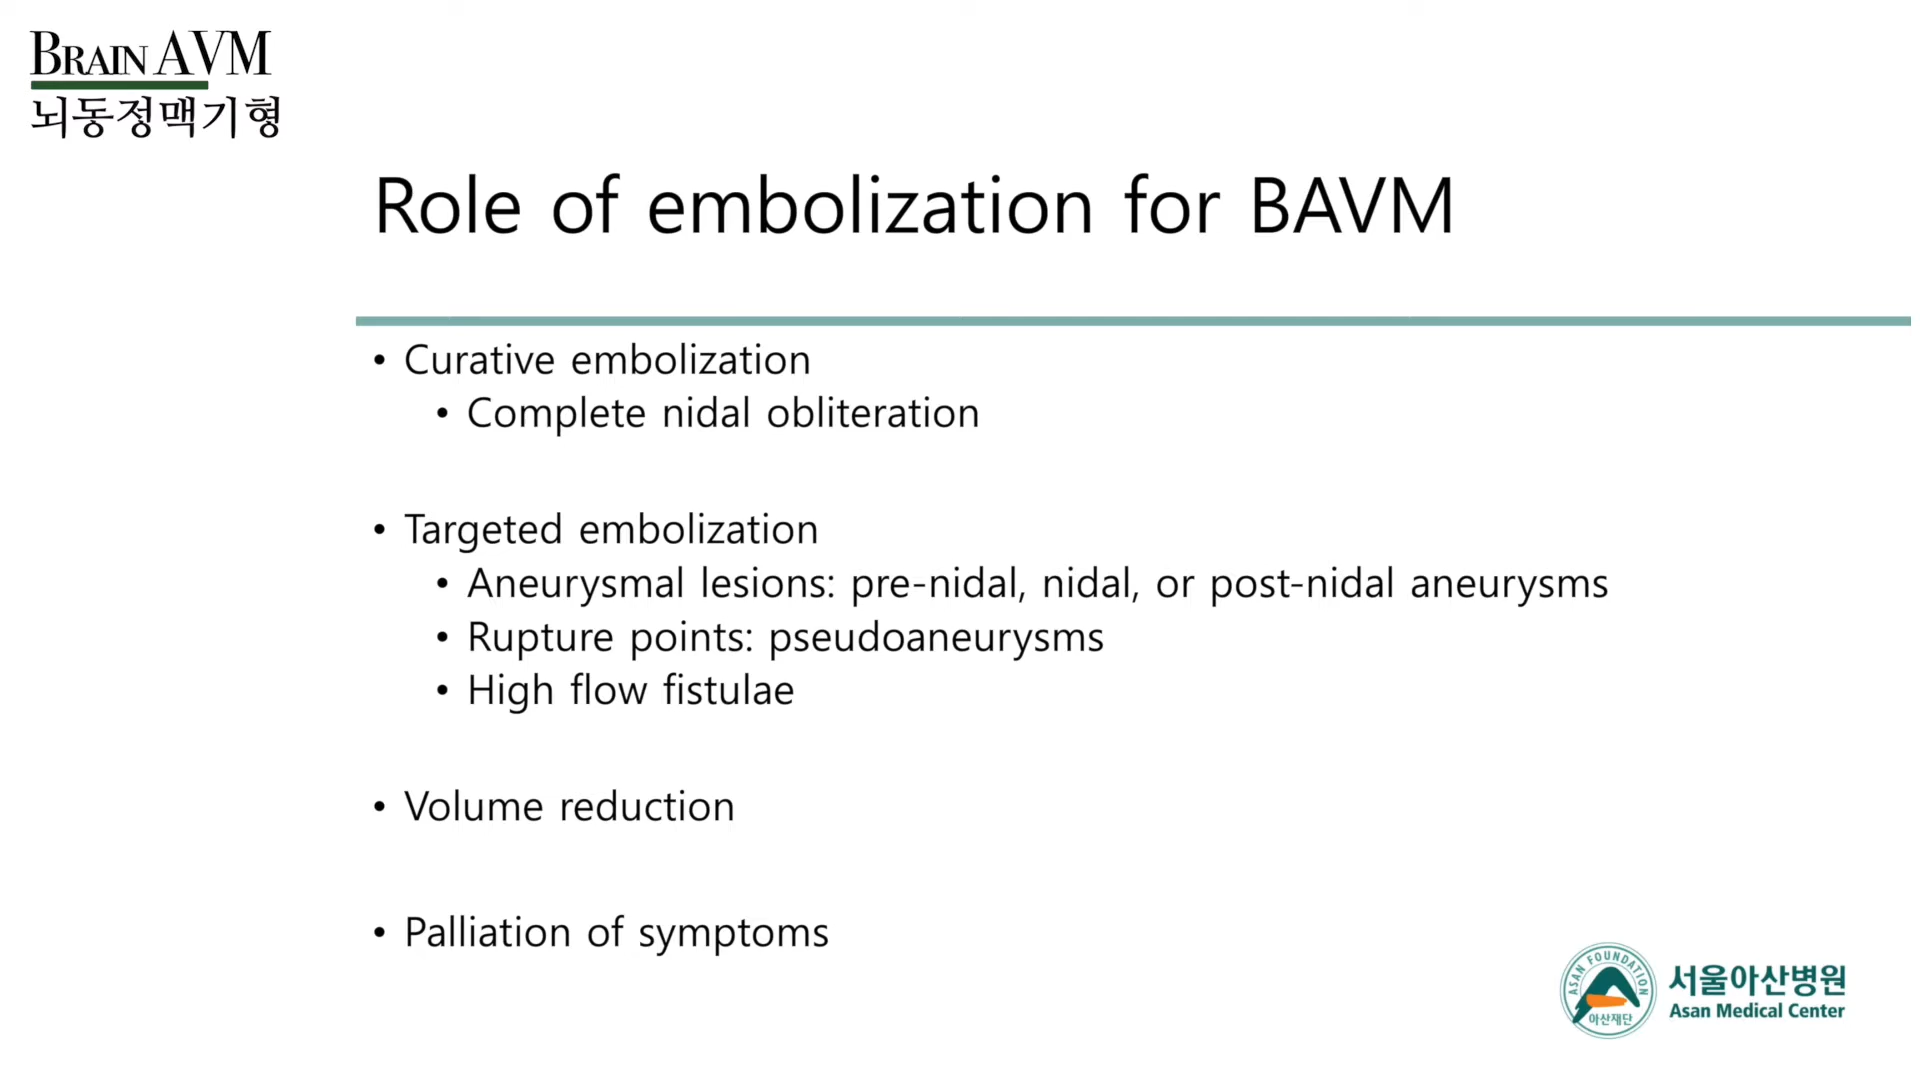 BRAIN AVM
뇌동정맥기형
Role of embolization for BAVM
• Curative embolization
• Complete nidal obliteration
• Targeted embolization
• Aneurysmal lesions: pre-nidal, nidal, or post-nidal aneurysms
• Rupture points: pseudoaneurysms
• High flow fistulae
• Volume reduction
• Palliation of symptoms
ASAN FOUNDATION
아산재단
서울아산병원
Asan Medical Center